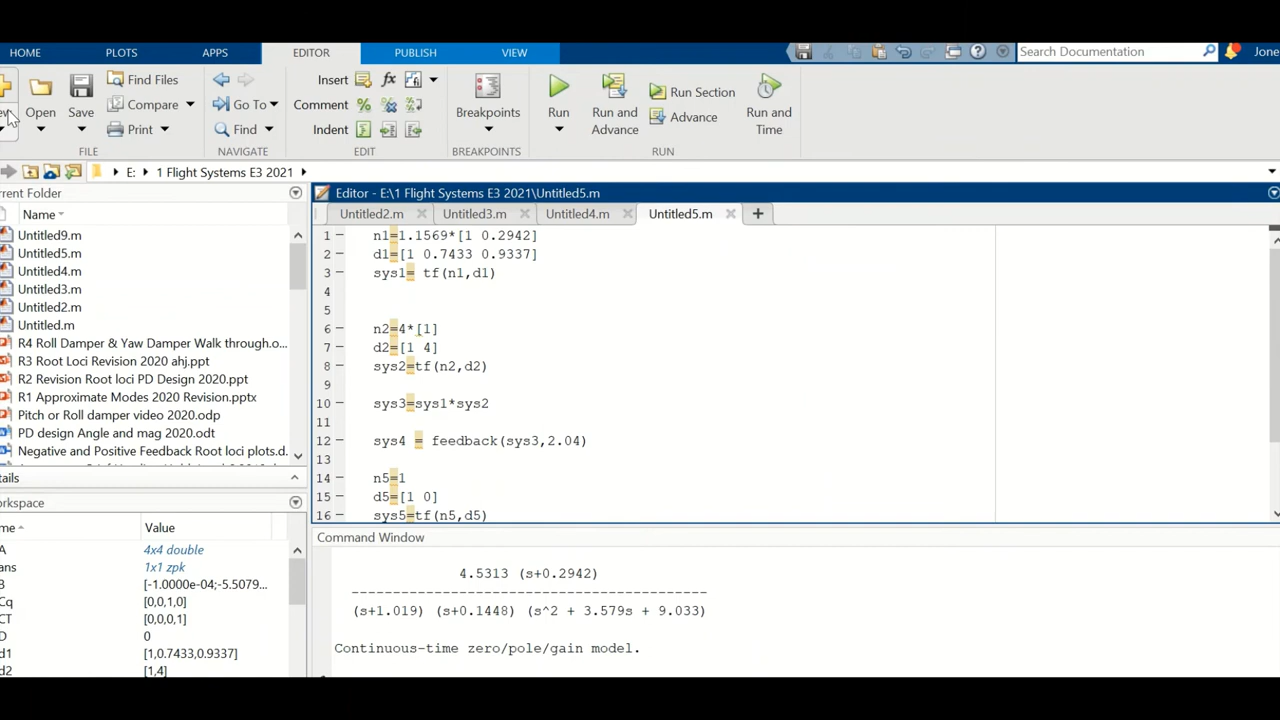 HOME PLOTS APPS EDITOR PUBLISH VIEW Search Documentation Jone
Open Save Find Files Compare Print Go To Find Insert fx Comment Indent Breakpoints Run Run and Advance Run Section Advance Run and Time
FILE NAVIGATE EDIT BREAKPOINTS RUN
E: 1 Flight Systems E3 2021
rent Folder
Name
Untitled9.m
Untitled5.m
Untitled4.m
Untitled3.m
Untitled2.m
Untitled.m
R4 Roll Damper & Yaw Damper Walk through.o...
R3 Root Loci Revision 2020 ahj.ppt
R2 Revision Root loci PD Design 2020.ppt
R1 Approximate Modes 2020 Revision.pptx
Pitch or Roll damper video 2020.odp
PD design Angle and mag 2020.odt
Negative and Positive Feedback Root loci plots.d...
etails
orkspace
me Value
A 4x4 double
ans 1x1 zpk
B [-1.0000e-04;-5.5079...
Cq [0,0,1,0]
CT [0,0,0,1]
D 0
d1 [1,0.7433,0.9337]
d2 [1,4]
Editor - E:\1 Flight Systems E3 2021\Untitled5.m
Untitled2.m Untitled3.m Untitled4.m Untitled5.m
1 n1=1.1569*[1 0.2942]
2 d1=[1 0.7433 0.9337]
3 sys1= tf(n1,d1)
4
5
6 n2=4*[1]
7 d2=[1 4]
8 sys2=tf(n2,d2)
9
10 sys3=sys1*sys2
11
12 sys4 = feedback(sys3,2.04)
13
14 n5=1
15 d5=[1 0]
16 sys5=tf(n5,d5)
Command Window
4.5313 (s+0.2942)
-------------------------------------------
(s+1.019) (s+0.1448) (s^2 + 3.579s + 9.033)
Continuous-time zero/pole/gain model.